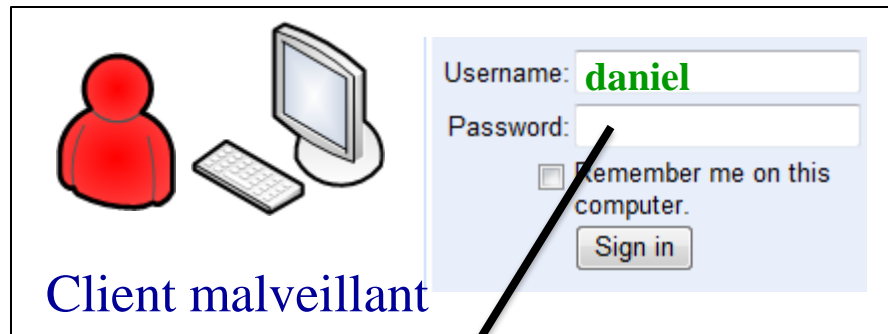 Username: daniel
Password:
Remember me on this
computer.
Sign in
Client malveillant